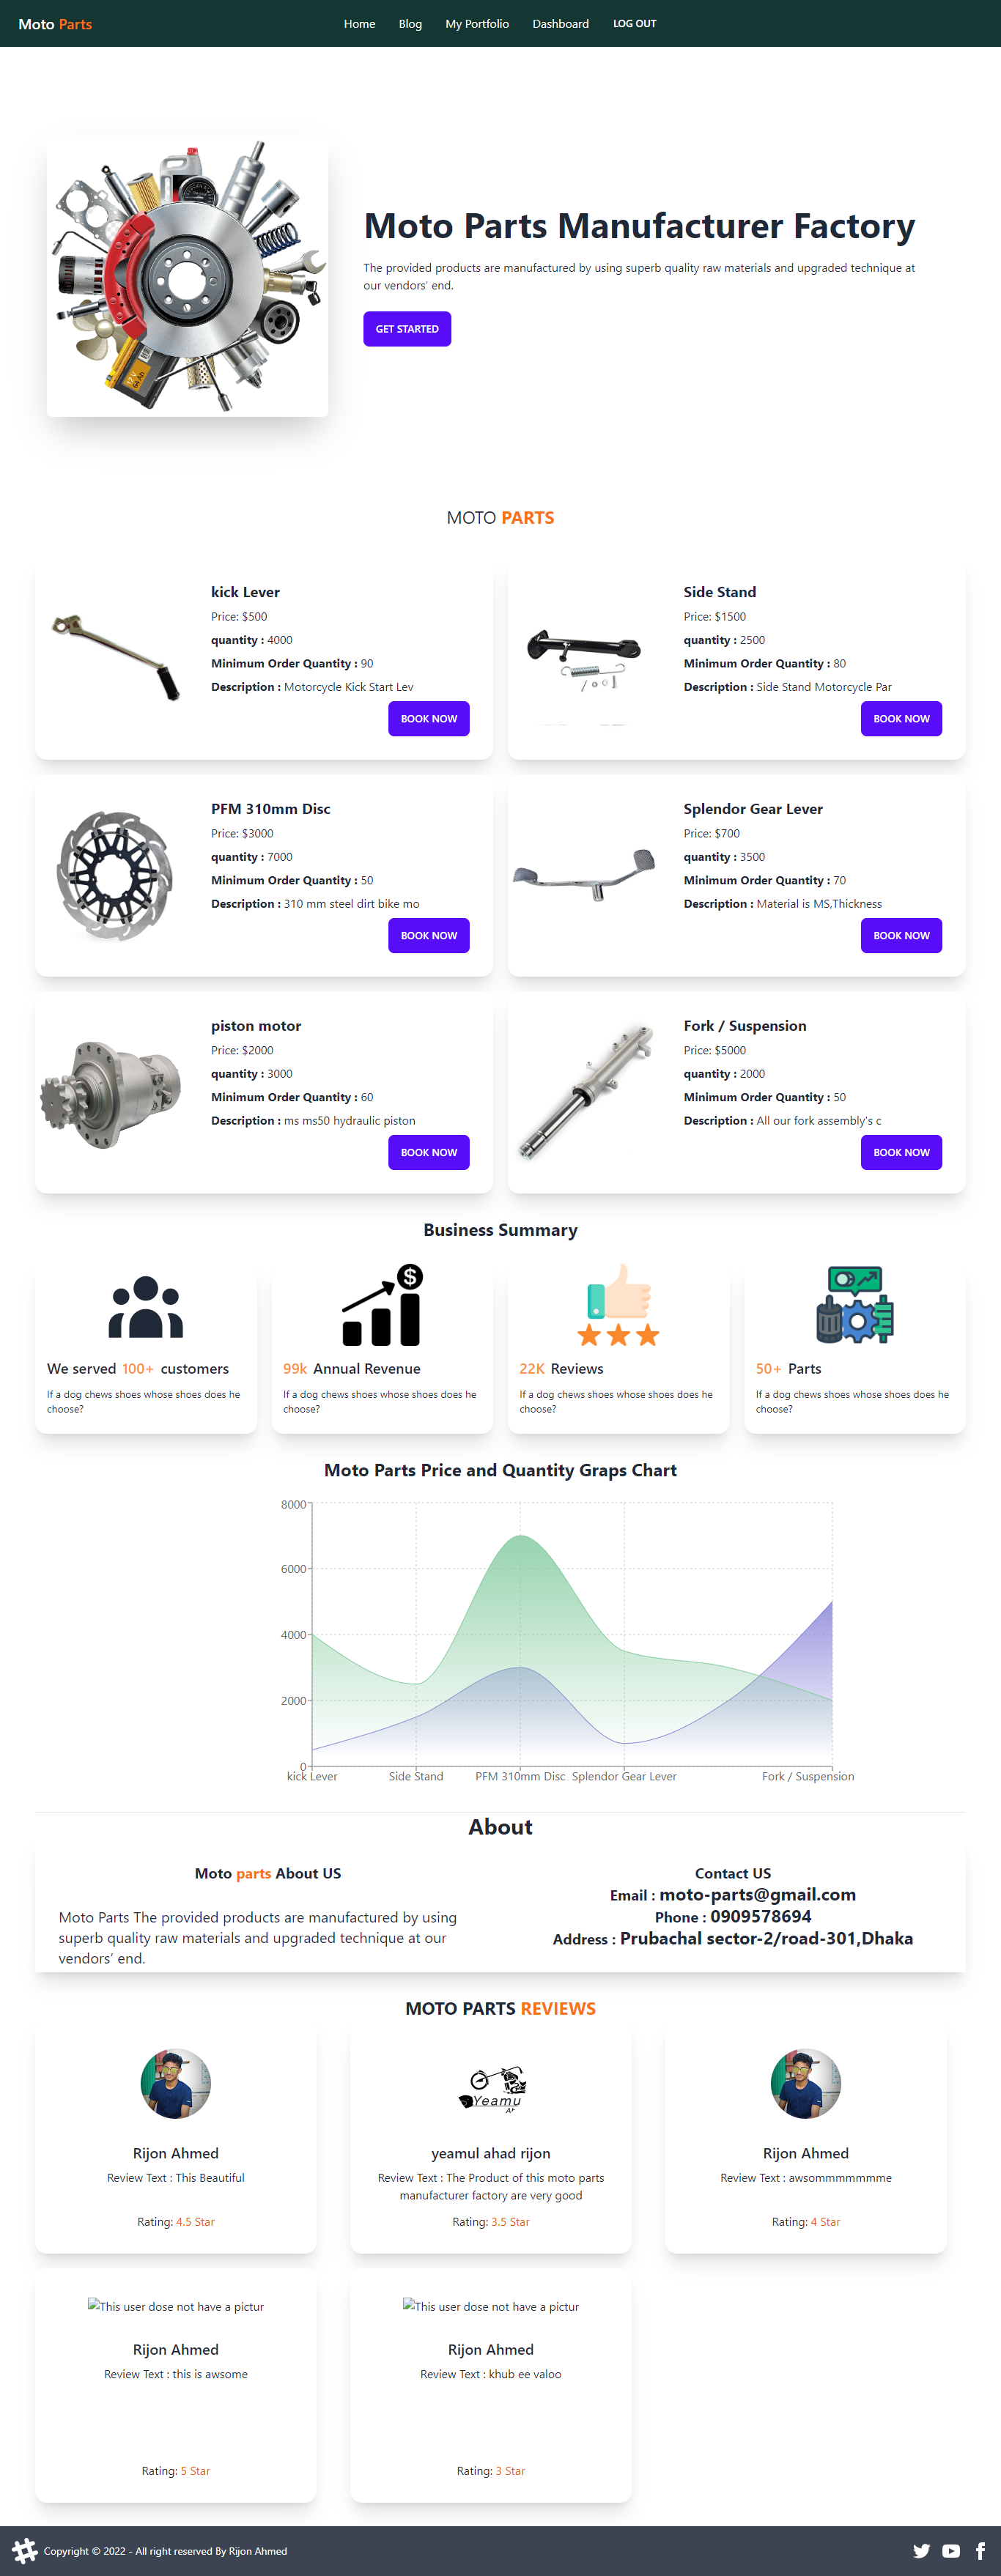 Moto Parts
Home
Blog
My Portfolio
Dashboard
LOG OUT
Moto Parts Manufacturer Factory
The provided products are manufactured by using superb quality raw materials and upgraded technique at
our vendors' end.
GET STARTED
MOTO PARTS
kick Lever
Price: $500
quantity : 4000
Minimum Order Quantity : 90
Description : Motorcycle Kick Start Lev
BOOK NOW
Side Stand
Price: $1500
quantity : 2500
Minimum Order Quantity : 80
Description : Side Stand Motorcycle Par
BOOK NOW
PFM 310mm Disc
Price: $3000
quantity : 7000
Minimum Order Quantity : 50
Description : 310 mm steel dirt bike mo
BOOK NOW
Splendor Gear Lever
Price: $700
quantity : 3500
Minimum Order Quantity : 70
Description : Material is MS,Thickness
BOOK NOW
piston motor
Price: $2000
quantity : 3000
Minimum Order Quantity : 60
Description : ms ms50 hydraulic piston
BOOK NOW
Fork / Suspension
Price: $5000
quantity : 2000
Minimum Order Quantity : 50
Description : All our fork assembly's c
BOOK NOW
Business Summary
We served 100+ customers
If a dog chews shoes whose shoes does he
choose?
$
99k Annual Revenue
If a dog chews shoes whose shoes does he
choose?
22K Reviews
If a dog chews shoes whose shoes does he
choose?
50+ Parts
If a dog chews shoes whose shoes does he
choose?
Moto Parts Price and Quantity Graps Chart
8000
6000
4000
2000
0
kick Lever
Side Stand
PFM 310mm Disc
Splendor Gear Lever
Fork / Suspension
About
Moto parts About US
Moto Parts The provided products are manufactured by using
superb quality raw materials and upgraded technique at our
vendors' end.
Contact US
Email : moto-parts@gmail.com
Phone : 0909578694
Address : Prubachal sector-2/road-301,Dhaka
MOTO PARTS REVIEWS
Rijon Ahmed
Review Text : This Beautiful
Rating: 4.5 Star
Yeamu
yeamul ahad rijon
Review Text : The Product of this moto parts
manufacturer factory are very good
Rating: 3.5 Star
Rijon Ahmed
Review Text : awsommmmmme
Rating: 4 Star
This user dose not have a pictur
Rijon Ahmed
Review Text : this is awsome
Rating: 5 Star
This user dose not have a pictur
Rijon Ahmed
Review Text : khub ee valoo
Rating: 3 Star
Copyright © 2022 - All right reserved By Rijon Ahmed